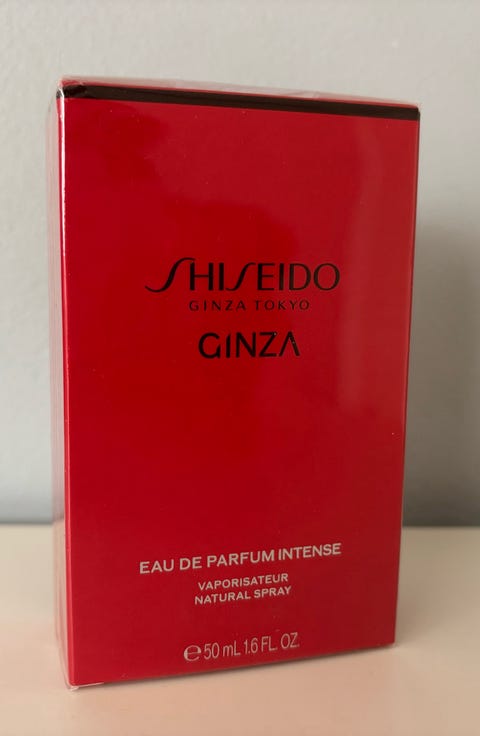 SHISEIDO
GINZA TOKYO
GINZA
EAU DE PARFUM INTENSE
VAPORISATEUR
NATURAL SPRAY
℮ 50 mL 1.6 FL. OZ.